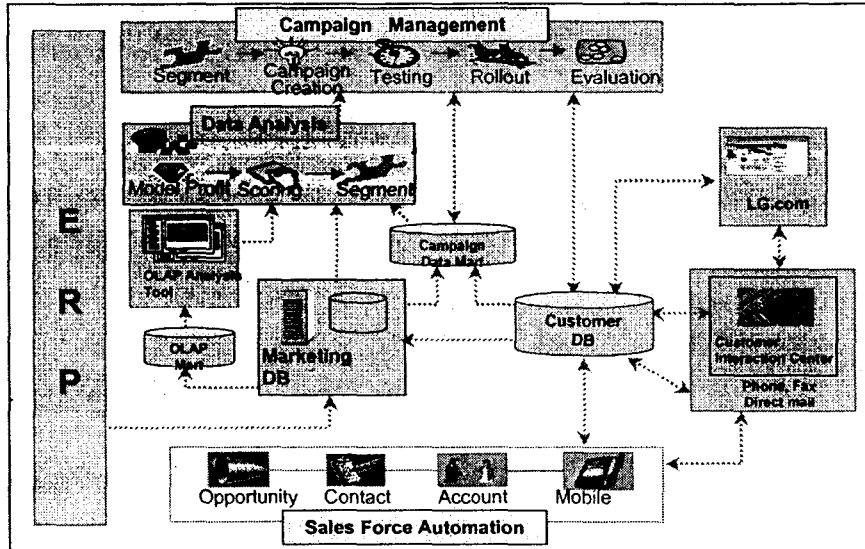 Campaign Management
Segment
Campaign
Creation
Testing
Rollout
Evaluation
Data Analysis
Model
Profit
Scoring
Segment
LG.com
E
R
P
OLAP Analysis
Tool
Campaign
Data Mart
OLAP
Mart
Marketing
DB
Customer
DB
Customer
Interaction Center
Phone, Fax
Direct mail
Opportunity
Contact
Account
Mobile
Sales Force Automation